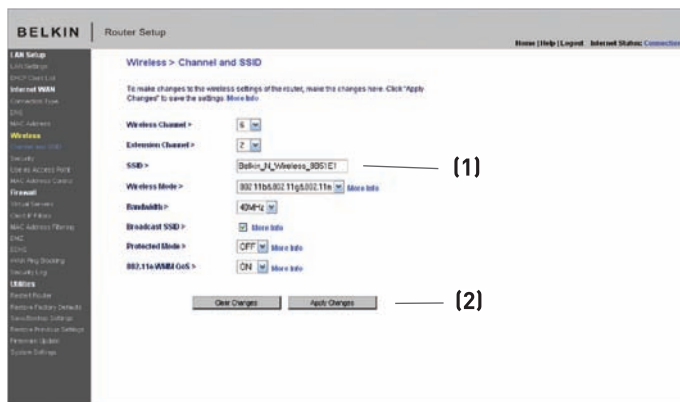 BELKIN Router Setup
Home | Help | Logout Internet Status: Connection
LAN Setup
LAN Settings
DHCP Client List
Internet WAN
Connection Type
DNS
MAC Address
Wireless
Channel and SSID
Security
Use as Access Point
MAC Address Control
Firewall
Virtual Servers
Client IP Filters
MAC Address Filtering
DMZ
DDNS
WAN Ping Blocking
Security Log
Utilities
Restart Router
Restore Factory Defaults
Save/Backup Settings
Restore Previous Settings
Firmware Update
System Settings
Wireless > Channel and SSID
To make changes to the wireless settings of the router, make the changes here. Click "Apply
Changes" to save the settings. More Info
Wireless Channel > 6
Extension Channel > 2
SSID > (1)
Wireless Mode > 802.11b&802.11g&802.11n More Info
Bandwidth > 40MHz
Broadcast SSID > More Info
Protected Mode > OFF More Info
802.11e/WMM QoS > ON More Info
Clear Changes Apply Changes (2)